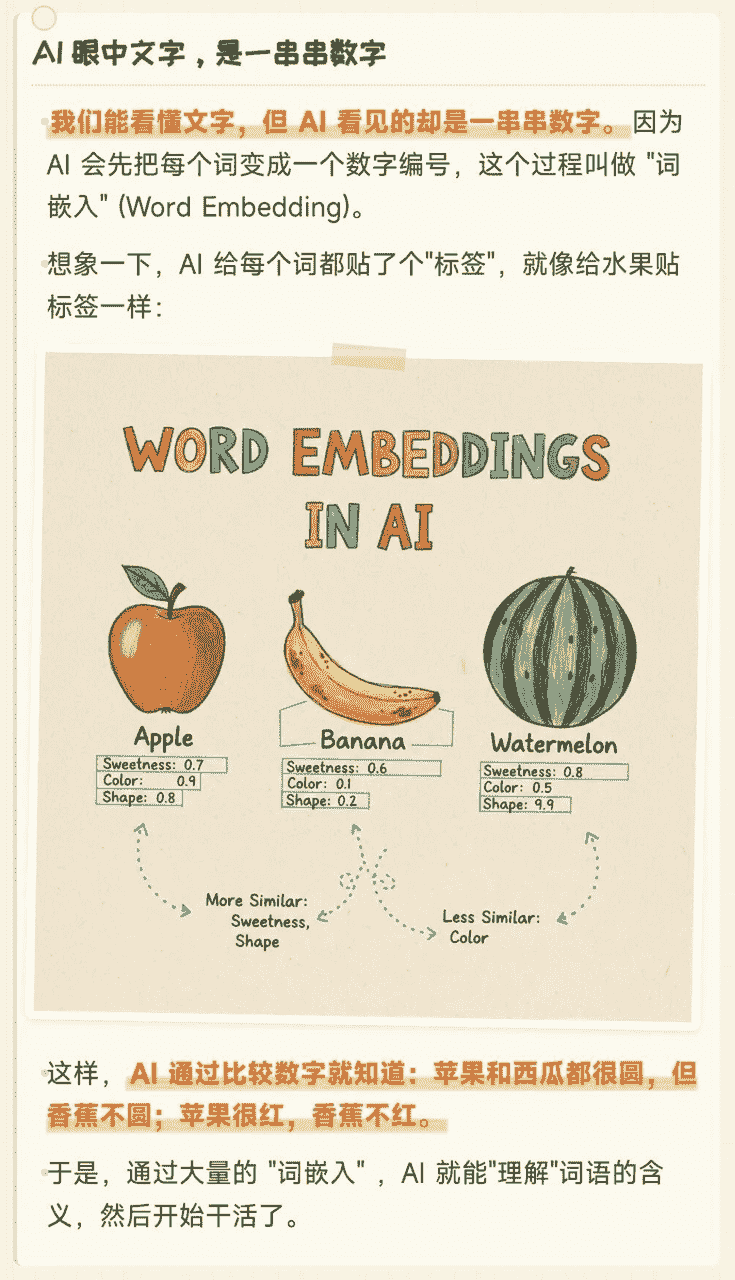 AI 眼中文字，是一串串数字
我们能看懂文字，但 AI 看见的却是一串串数字。因为
AI 会先把每个词变成一个数字编号，这个过程叫做 "词
嵌入" (Word Embedding)。
想象一下，AI 给每个词都贴了个"标签"，就像给水果贴
标签一样：
WORD EMBEDDINGS
IN AI
Apple
Sweetness: 0.7
Color: 0.9
Shape: 0.8
Banana
Sweetness: 0.6
Color: 0.1
Shape: 0.2
Watermelon
Sweetness: 0.8
Color: 0.5
Shape: 9.9
More Similar:
Sweetness,
Shape
Less Similar:
Color
这样，AI 通过比较数字就知道：苹果和西瓜都很圆，但
香蕉不圆；苹果很红，香蕉不红。
于是，通过大量的 "词嵌入" ，AI 就能"理解"词语的含
义，然后开始干活了。